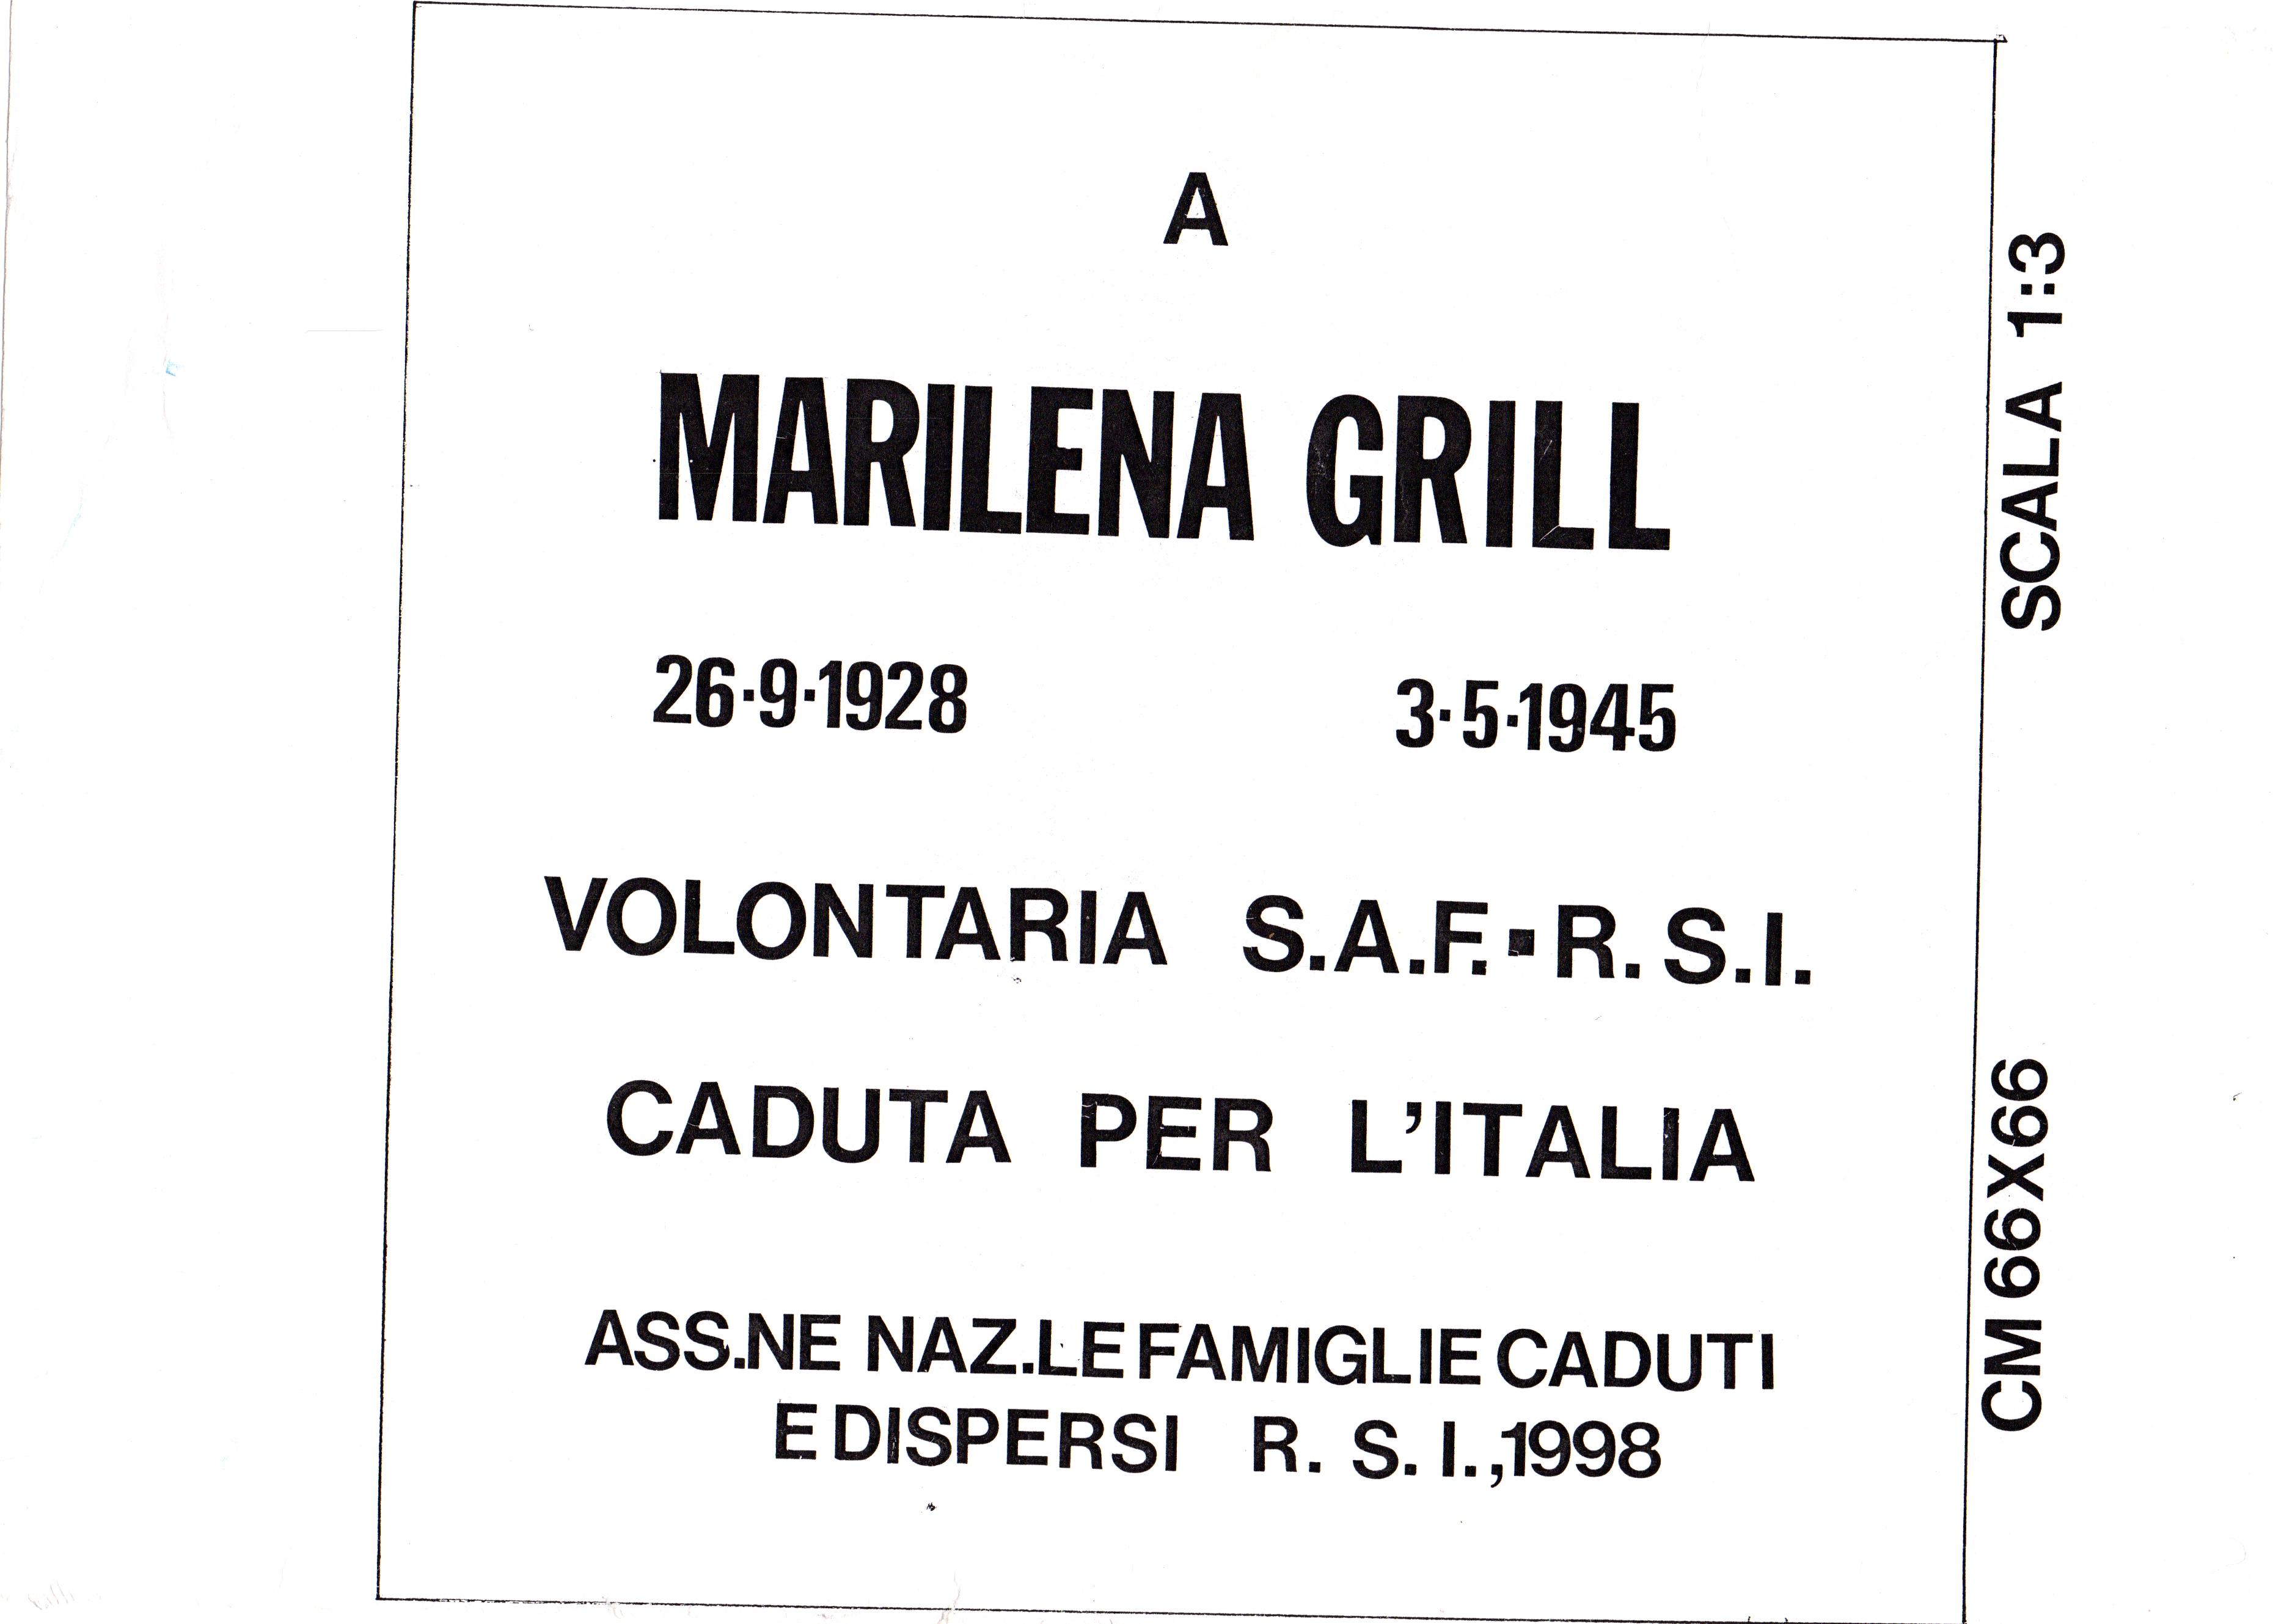 A
MARILENA GRILL
26·9·1928 3·5·1945
VOLONTARIA S.A.F.·R.S.I.
CADUTA PER L'ITALIA
ASS.NE NAZ.LE FAMIGLIE CADUTI
E DISPERSI R. S. I.,1998
SCALA 1:3
CM 66X66